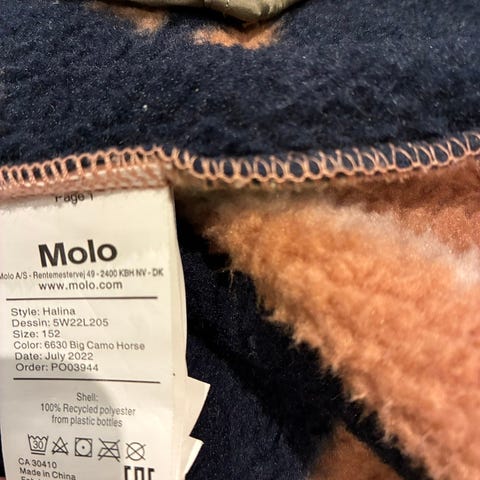 Page 1
Molo
Molo A/S - Rentemestervej 49 - 2400 KBH NV - DK
www.molo.com
Style: Halina
Dessin: 5W22L205
Size: 152
Color: 6630 Big Camo Horse
Date: July 2022
Order: PO03944
Shell:
100% Recycled polyester
from plastic bottles
30
CA 30410
Made in China